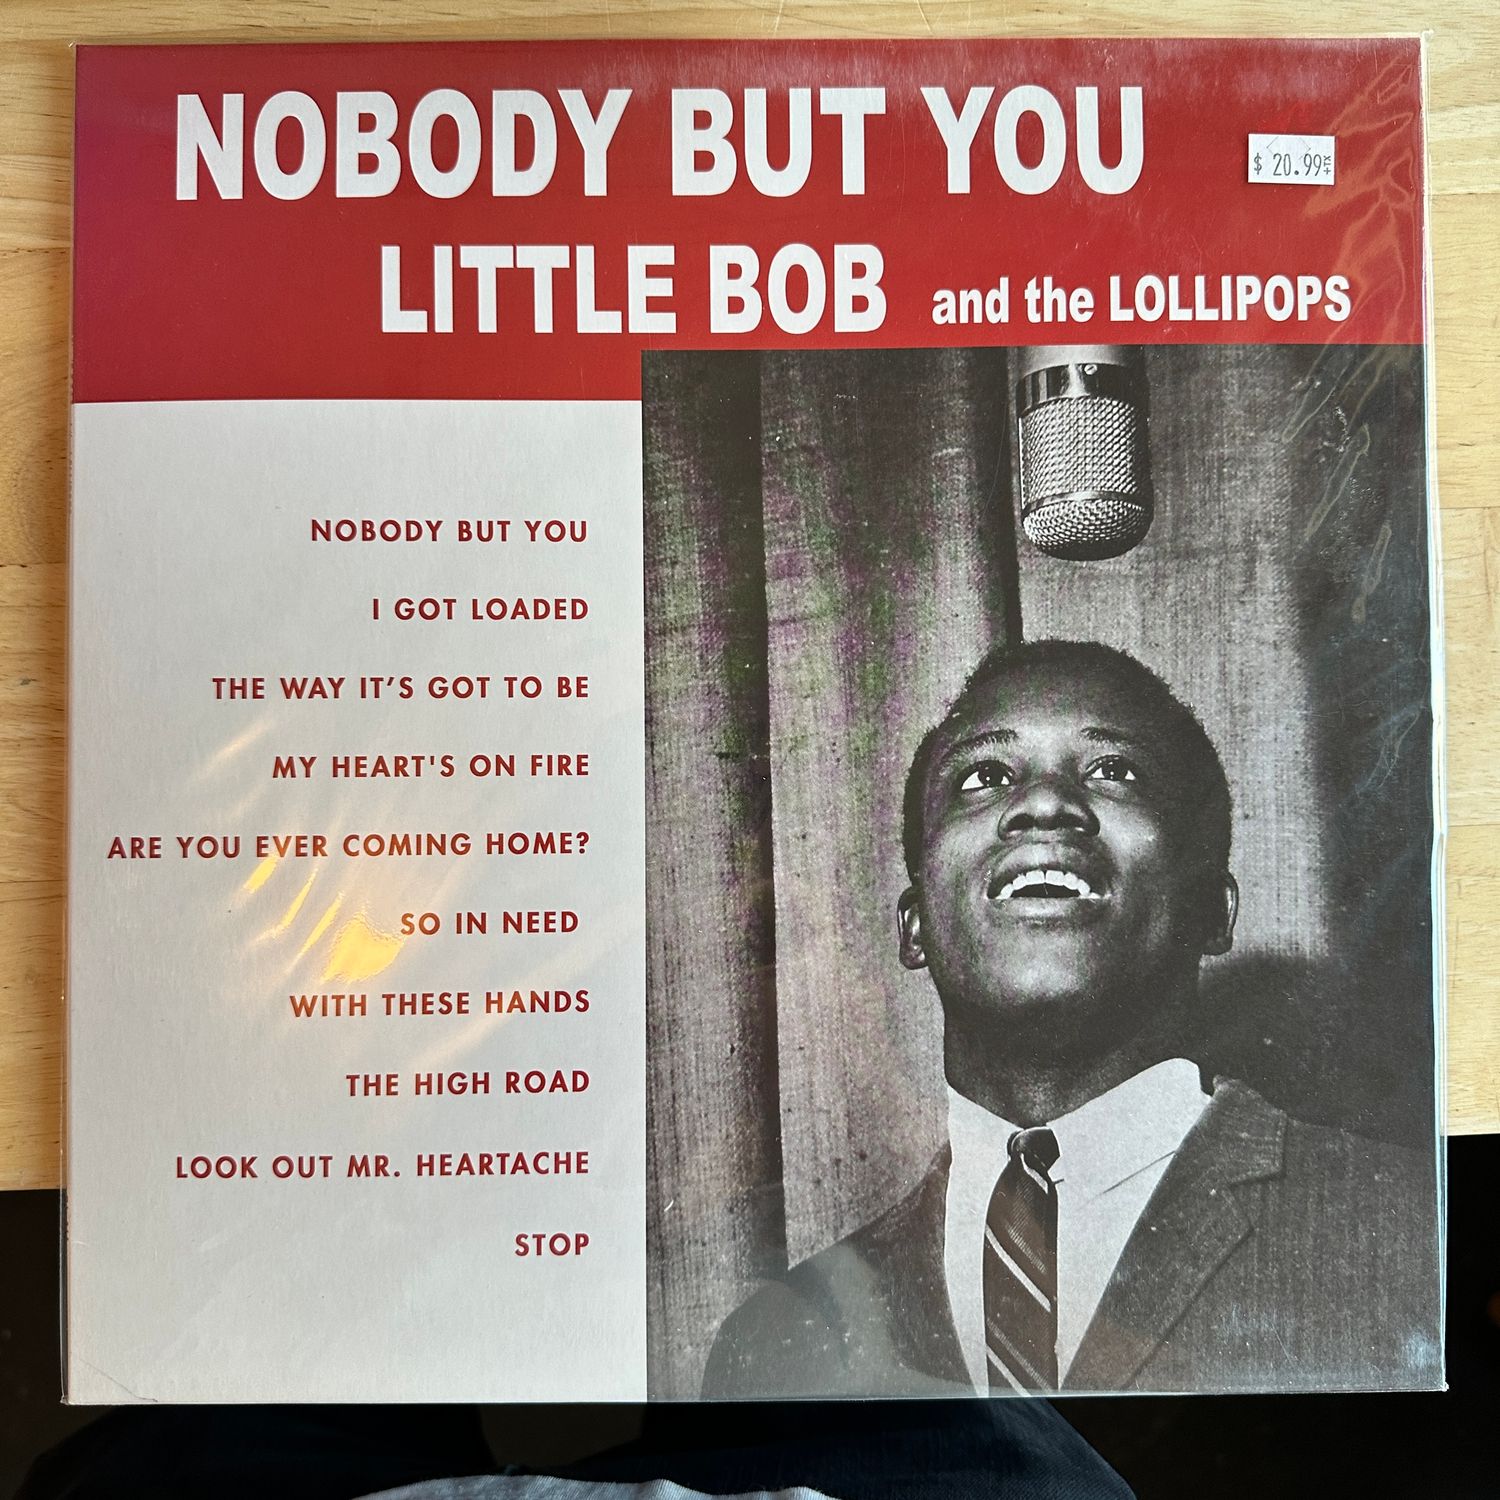 NOBODY BUT YOU
$ 20.99
LITTLE BOB and the LOLLIPOPS
NOBODY BUT YOU
I GOT LOADED
THE WAY IT’S GOT TO BE
MY HEART'S ON FIRE
ARE YOU EVER COMING HOME?
SO IN NEED
WITH THESE HANDS
THE HIGH ROAD
LOOK OUT MR. HEARTACHE
STOP